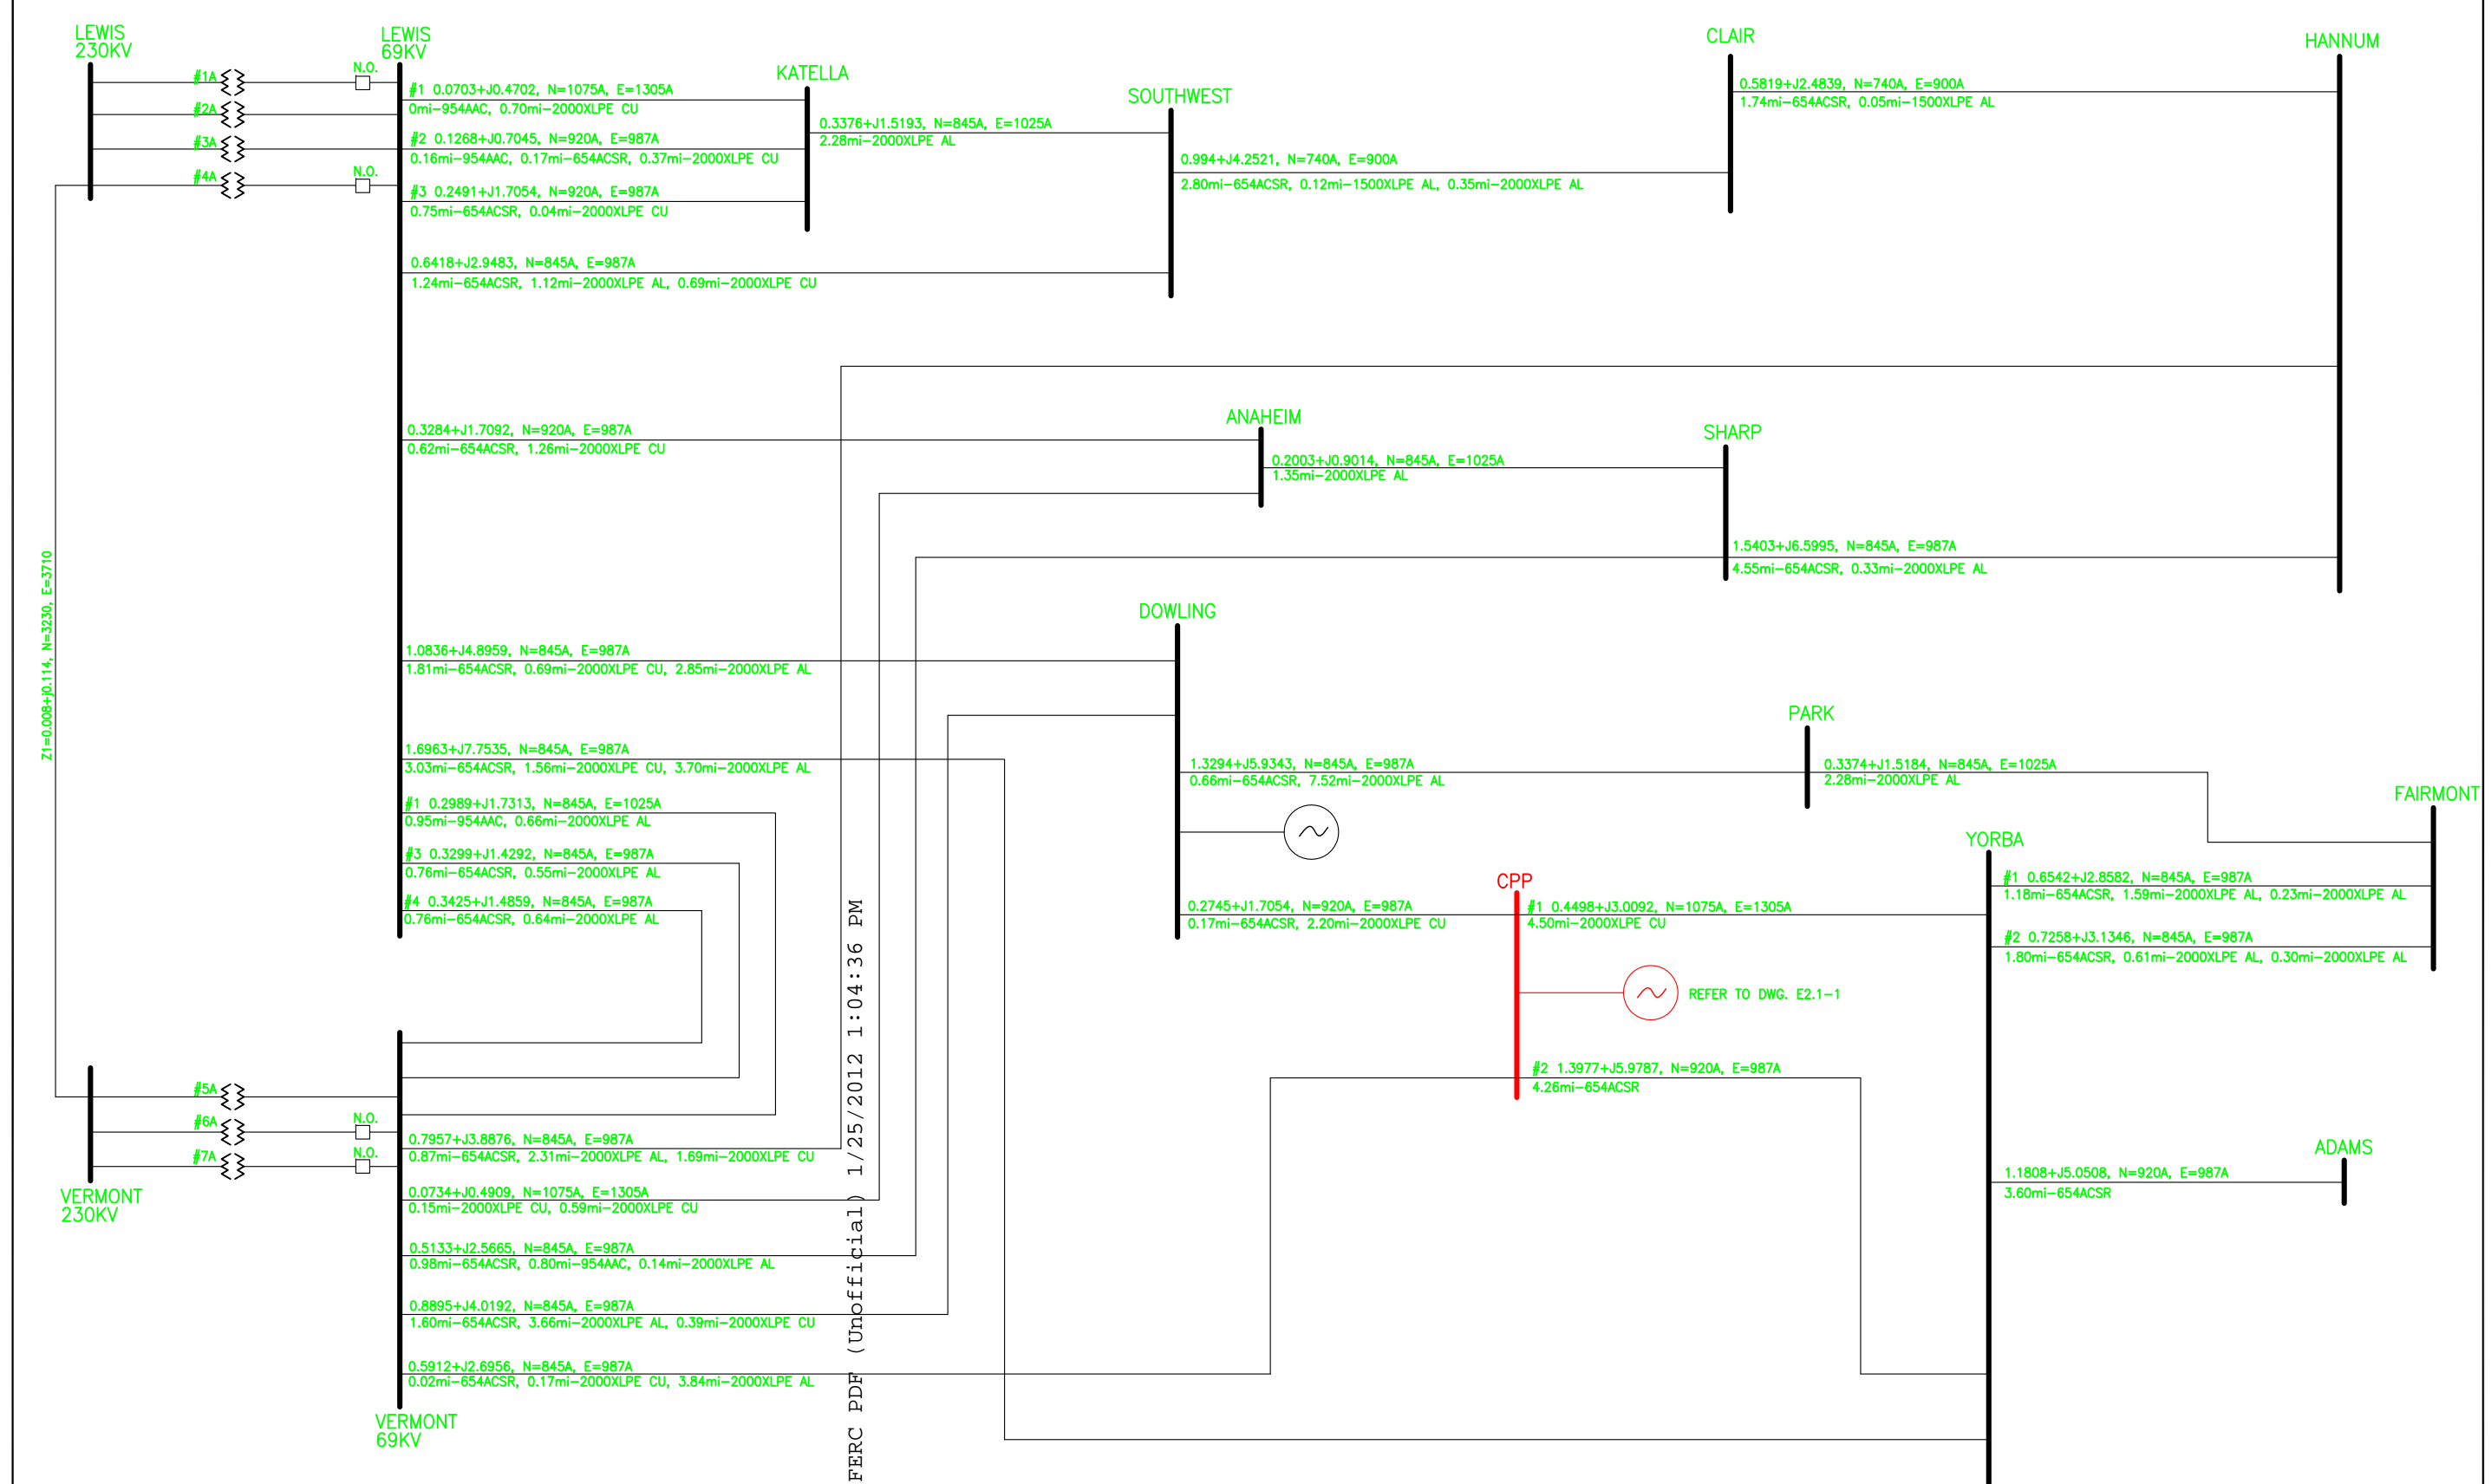 LEWIS
230KV
LEWIS
69KV
#1A
N.O.
#2A
#3A
#4A
N.O.
#1 0.0703+J0.4702, N=1075A, E=1305A
0mi-954AAC, 0.70mi-2000XLPE CU
#2 0.1268+J0.7045, N=920A, E=987A
0.16mi-954AAC, 0.17mi-654ACSR, 0.37mi-2000XLPE CU
#3 0.2491+J1.7054, N=920A, E=987A
0.75mi-654ACSR, 0.04mi-2000XLPE CU
KATELLA
0.3376+J1.5193, N=845A, E=1025A
2.28mi-2000XLPE AL
SOUTHWEST
0.994+J4.2521, N=740A, E=900A
2.80mi-654ACSR, 0.12mi-1500XLPE AL, 0.35mi-2000XLPE AL
CLAIR
0.5819+J2.4839, N=740A, E=900A
1.74mi-654ACSR, 0.05mi-1500XLPE AL
HANNUM
0.6418+J2.9483, N=845A, E=987A
1.24mi-654ACSR, 1.12mi-2000XLPE AL, 0.69mi-2000XLPE CU
0.3284+J1.7092, N=920A, E=987A
0.62mi-654ACSR, 1.26mi-2000XLPE CU
ANAHEIM
0.2003+J0.9014, N=845A, E=1025A
1.35mi-2000XLPE AL
SHARP
1.5403+J6.5995, N=845A, E=987A
4.55mi-654ACSR, 0.33mi-2000XLPE AL
Z1=0.008+j0.114, N=3230, E=3710
1.0836+J4.8959, N=845A, E=987A
1.81mi-654ACSR, 0.69mi-2000XLPE CU, 2.85mi-2000XLPE AL
DOWLING
1.6963+J7.7535, N=845A, E=987A
3.03mi-654ACSR, 1.56mi-2000XLPE CU, 3.70mi-2000XLPE AL
1.3294+J5.9343, N=845A, E=987A
0.66mi-654ACSR, 7.52mi-2000XLPE AL
PARK
0.3374+J1.5184, N=845A, E=1025A
2.28mi-2000XLPE AL
FAIRMONT
#1 0.2989+J1.7313, N=845A, E=1025A
0.95mi-954AAC, 0.66mi-2000XLPE AL
#3 0.3299+J1.4292, N=845A, E=987A
0.76mi-654ACSR, 0.55mi-2000XLPE AL
#4 0.3425+J1.4859, N=845A, E=987A
0.76mi-654ACSR, 0.64mi-2000XLPE AL
0.2745+J1.7054, N=920A, E=987A
0.17mi-654ACSR, 2.20mi-2000XLPE CU
CPP
#1 0.4498+J3.0092, N=1075A, E=1305A
4.50mi-2000XLPE CU
YORBA
#1 0.6542+J2.8582, N=845A, E=987A
1.18mi-654ACSR, 1.59mi-2000XLPE AL, 0.23mi-2000XLPE AL
#2 0.7258+J3.1346, N=845A, E=987A
1.80mi-654ACSR, 0.61mi-2000XLPE AL, 0.30mi-2000XLPE AL
REFER TO DWG. E2.1-1
#2 1.3977+J5.9787, N=920A, E=987A
4.26mi-654ACSR
ADAMS
1.1808+J5.0508, N=920A, E=987A
3.60mi-654ACSR
#5A
#6A
N.O.
#7A
N.O.
VERMONT
230KV
0.7957+J3.8876, N=845A, E=987A
0.87mi-654ACSR, 2.31mi-2000XLPE AL, 1.69mi-2000XLPE CU
0.0734+J0.4909, N=1075A, E=1305A
0.15mi-2000XLPE CU, 0.59mi-2000XLPE CU
0.5133+J2.5665, N=845A, E=987A
0.98mi-654ACSR, 0.80mi-954AAC, 0.14mi-2000XLPE AL
0.8895+J4.0192, N=845A, E=987A
1.60mi-654ACSR, 3.66mi-2000XLPE AL, 0.39mi-2000XLPE CU
0.5912+J2.6956, N=845A, E=987A
0.02mi-654ACSR, 0.17mi-2000XLPE CU, 3.84mi-2000XLPE AL
VERMONT
69KV
FERC PDF (Unofficial) 1/25/2012 1:04:36 PM